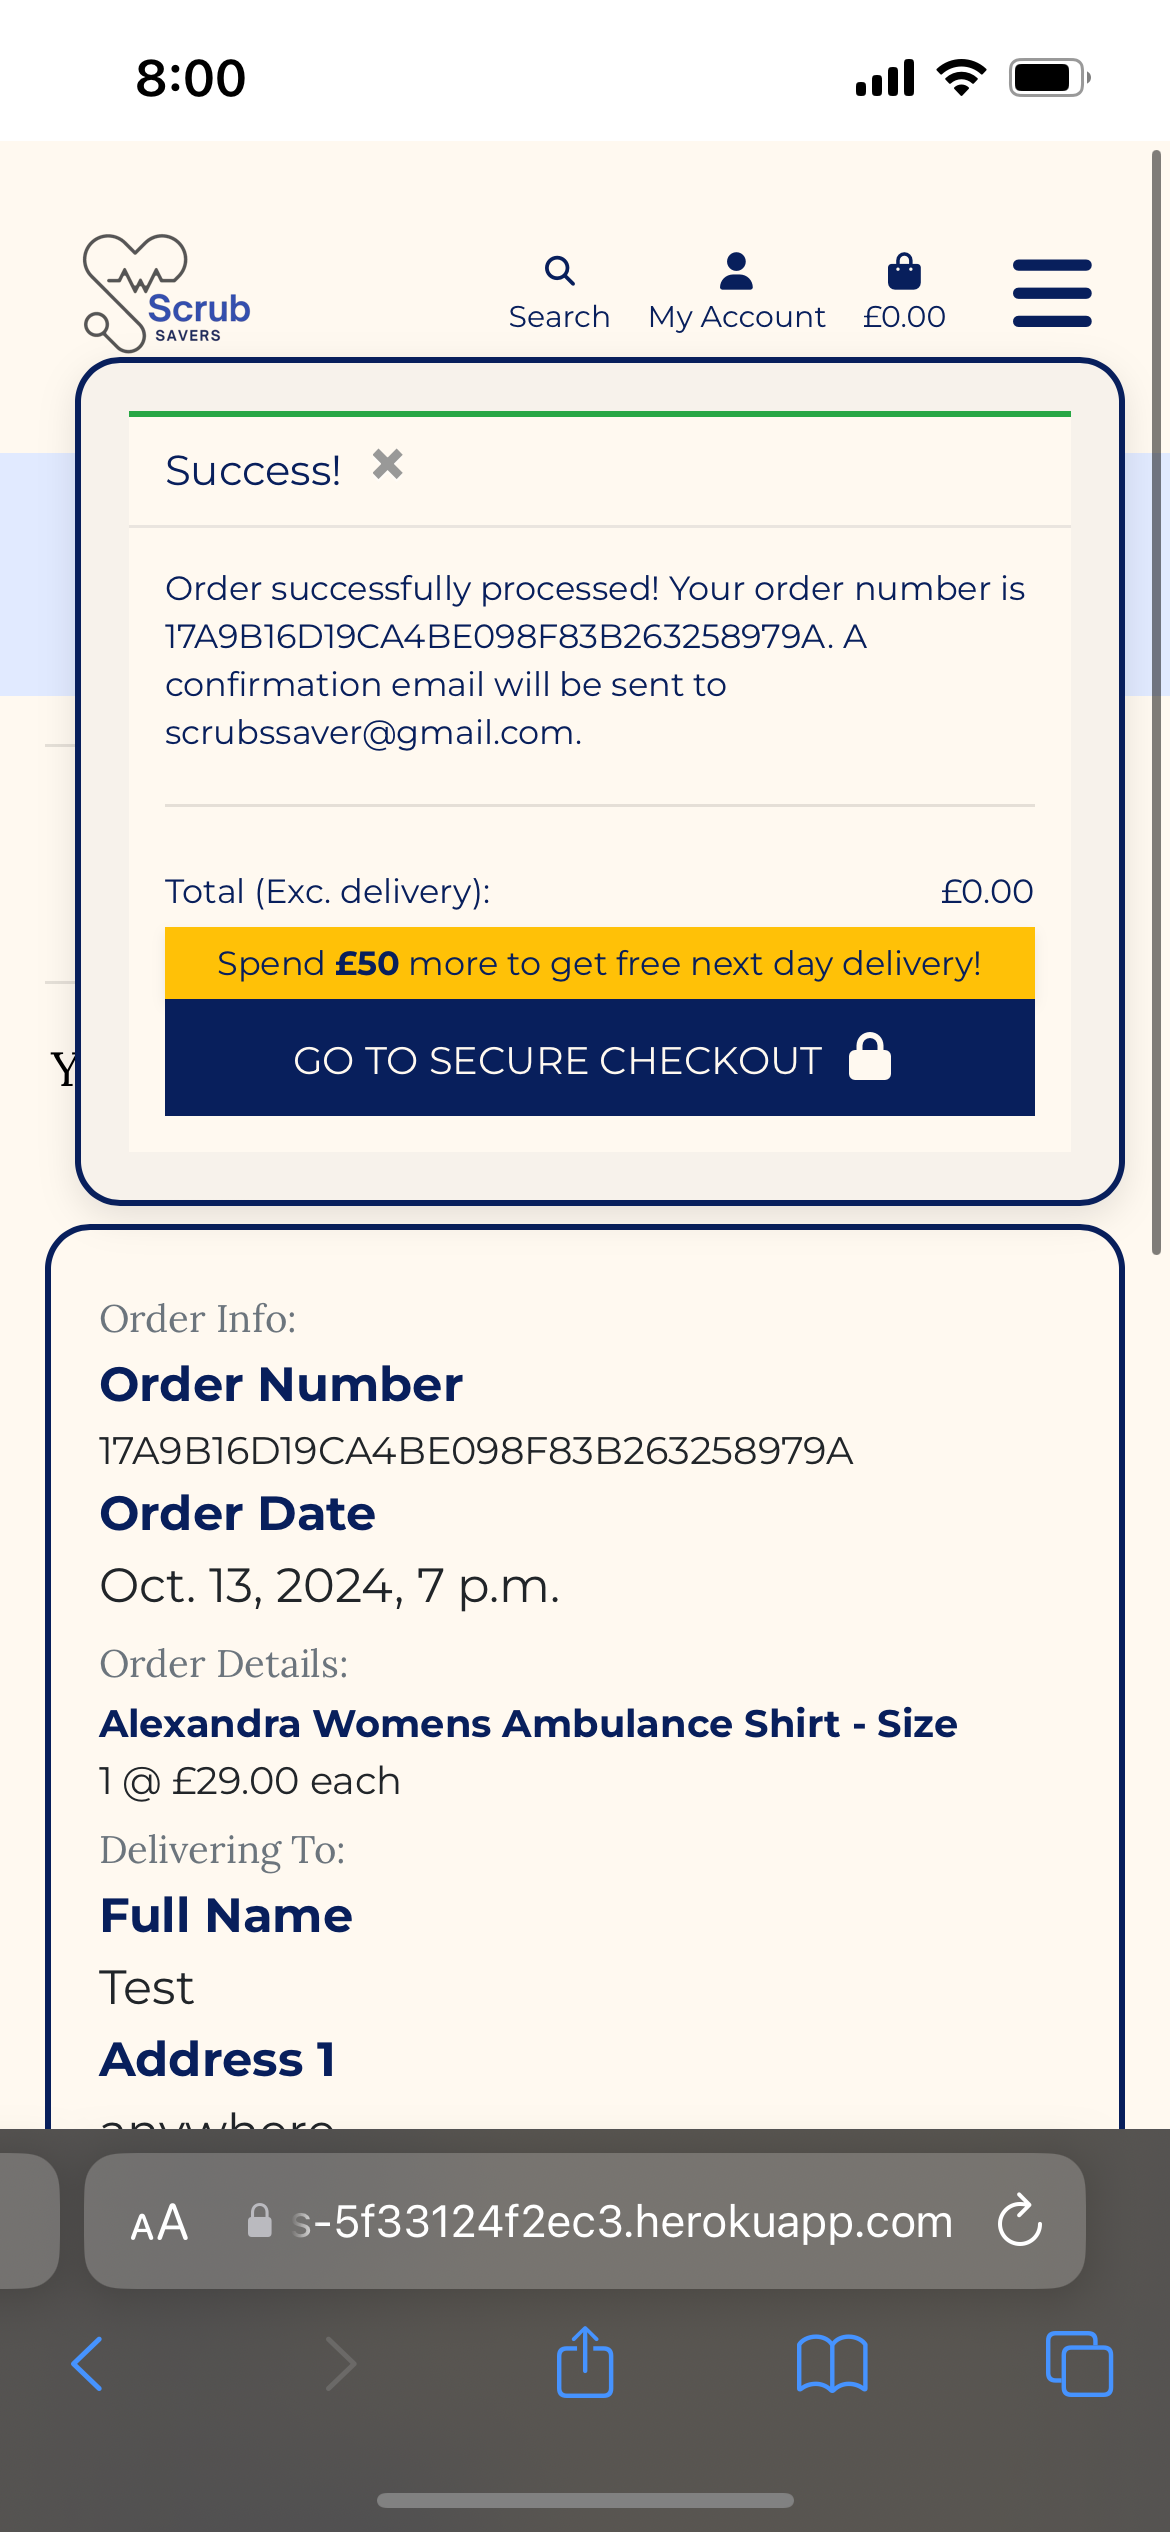 8:00
Scrub
SAVERS
Search
My Account
£0.00
Success!
Order successfully processed! Your order number is
17A9B16D19CA4BE098F83B263258979A. A
confirmation email will be sent to
scrubssaver@gmail.com.
Total (Exc. delivery): £0.00
Spend £50 more to get free next day delivery!
GO TO SECURE CHECKOUT
Y
Order Info:
Order Number
17A9B16D19CA4BE098F83B263258979A
Order Date
Oct. 13, 2024, 7 p.m.
Order Details:
Alexandra Womens Ambulance Shirt - Size
1 @ £29.00 each
Delivering To:
Full Name
Test
Address 1
anywhere
AA
s-5f33124f2ec3.herokuapp.com